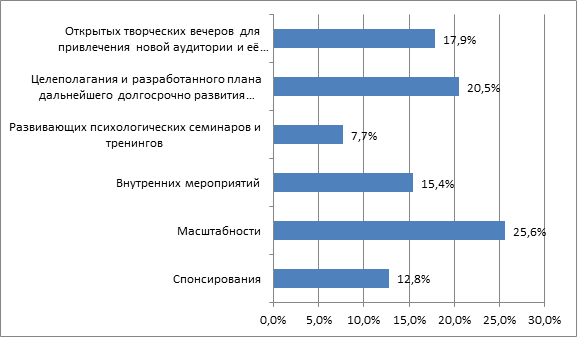 Открытых творческих вечеров для
привлечения новой аудитории и её…
17,9%
Целеполагания и разработанного плана
дальнейшего долгосрочно развития…
20,5%
Развивающих психологических семинаров и
тренингов
7,7%
Внутренних мероприятий
15,4%
Масштабности
25,6%
Спонсирования
12,8%
0,0% 5,0% 10,0% 15,0% 20,0% 25,0% 30,0%